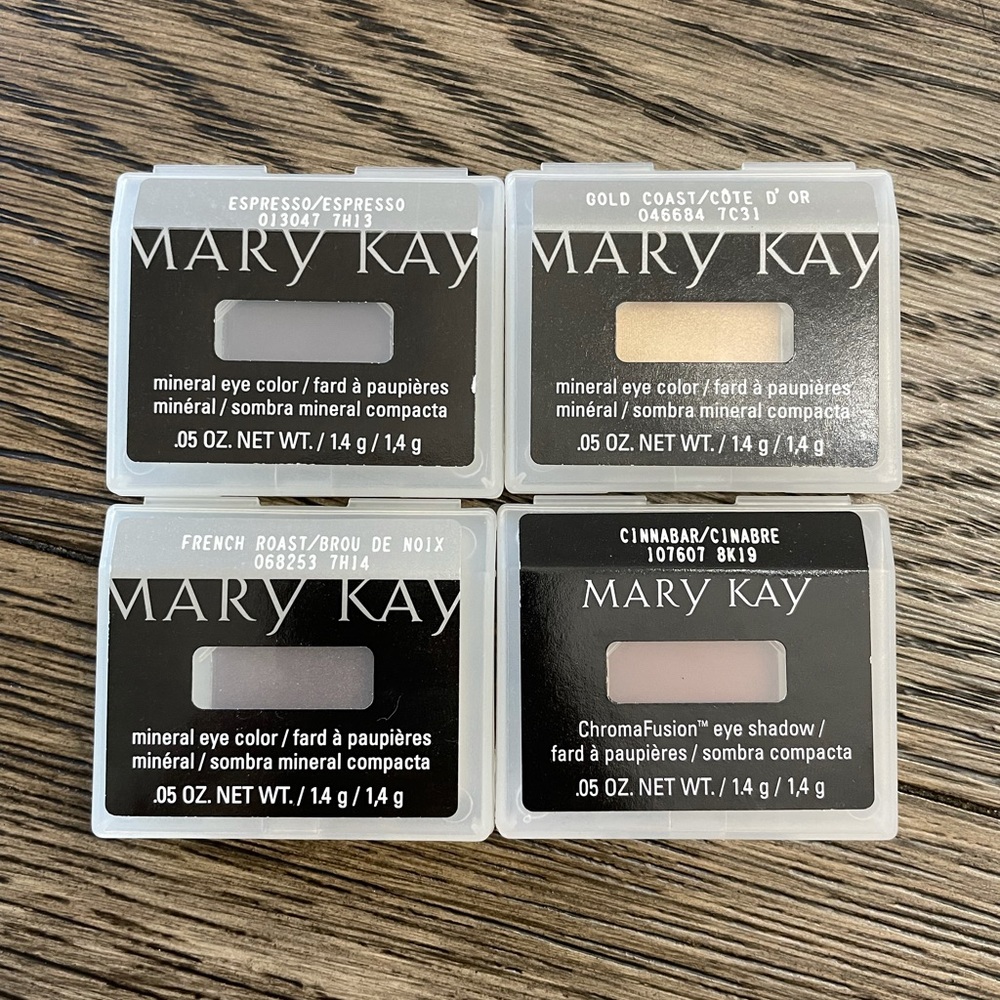 ESPRESSO/ESPRESSO
013047 7H13
MARY KAY
mineral eye color / fard à paupières
minéral / sombra mineral compacta
.05 OZ. NET WT. / 1.4 g / 1,4 g
GOLD COAST/CÔTE D' OR
046684 7C31
MARY KAY
mineral eye color / fard à paupières
minéral / sombra mineral compacta
.05 OZ. NET WT. / 1.4 g / 1,4 g
FRENCH ROAST/BROU DE NOIX
068253 7H14
MARY KAY
mineral eye color / fard à paupières
minéral / sombra mineral compacta
.05 OZ. NET WT. / 1.4 g / 1,4 g
CINNABAR/CINABRE
107607 8K19
MARY KAY
ChromaFusion™ eye shadow /
fard à paupières / sombra compacta
.05 OZ. NET WT. / 1.4 g / 1,4 g